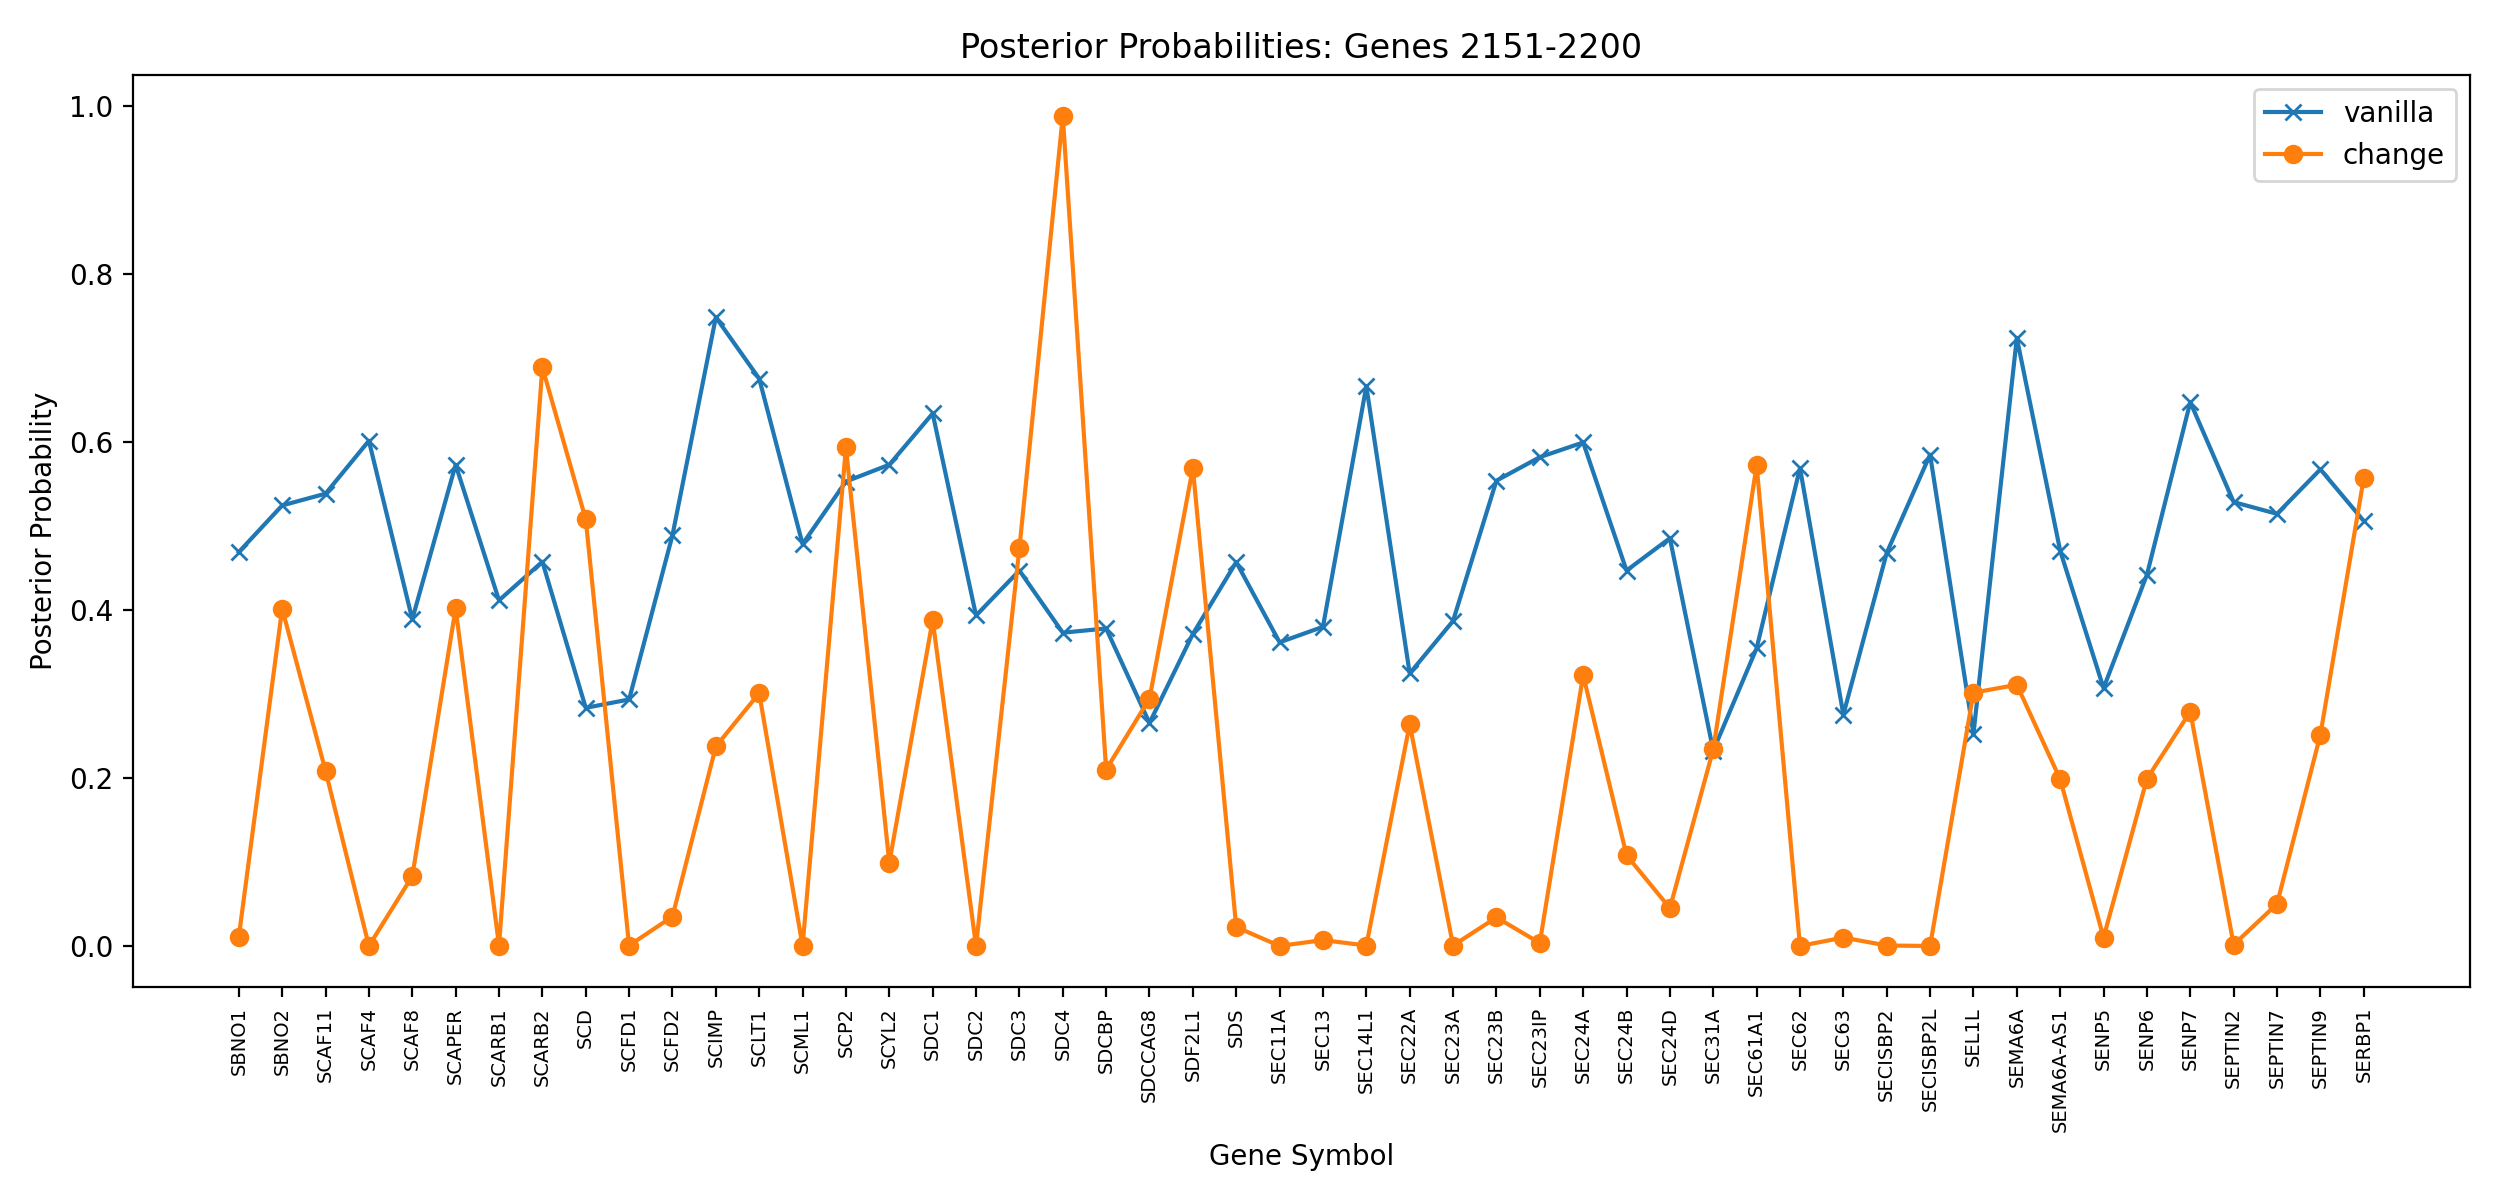 Posterior Probabilities: Genes 2151-2200
vanilla
change
Posterior Probability
1.0
0.8
0.6
0.4
0.2
0.0
SBNO1
SBNO2
SCAF11
SCAF4
SCAF8
SCAPER
SCARB1
SCARB2
SCD
SCFD1
SCFD2
SCIMP
SCLT1
SCML1
SCP2
SCYL2
SDC1
SDC2
SDC3
SDC4
SDCBP
SDCCAG8
SDF2L1
SDS
SEC11A
SEC13
SEC14L1
SEC22A
SEC23A
SEC23B
SEC23IP
SEC24A
SEC24B
SEC24D
SEC31A
SEC61A1
SEC62
SEC63
SECISBP2
SECISBP2L
SEL1L
SEMA6A
SEMA6A-AS1
SENP5
SENP6
SENP7
SEPTIN2
SEPTIN7
SEPTIN9
SERBP1
Gene Symbol